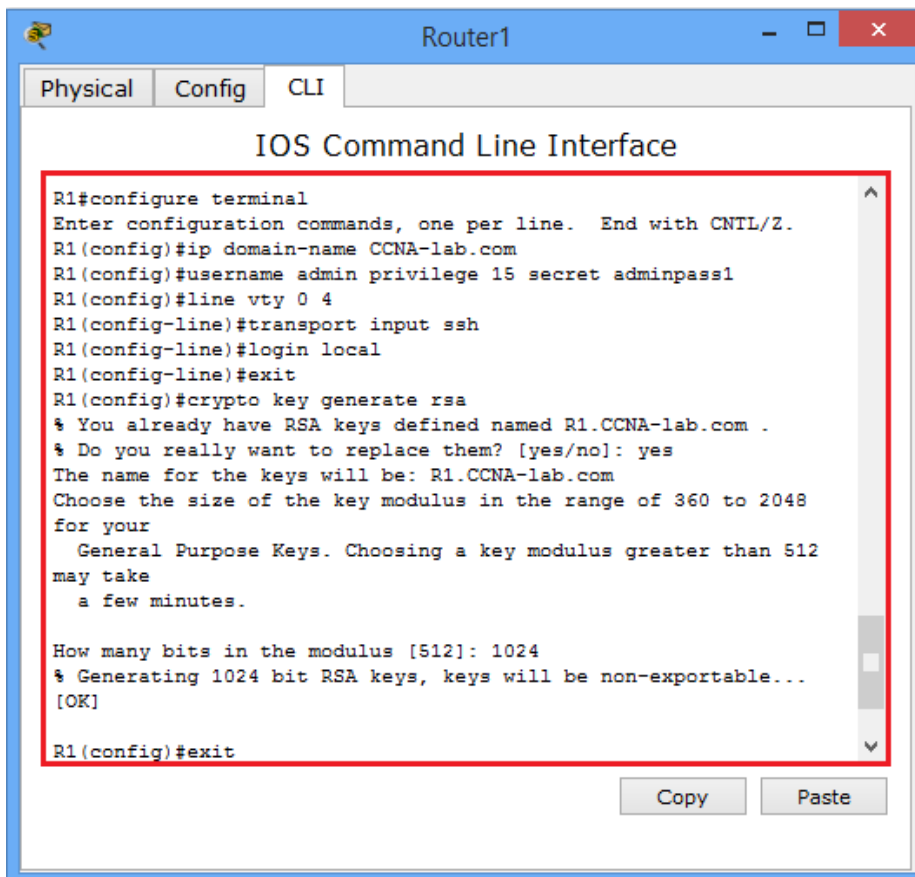 Router1
Physical Config CLI
IOS Command Line Interface
R1#configure terminal
Enter configuration commands, one per line.  End with CNTL/Z.
R1(config)#ip domain-name CCNA-lab.com
R1(config)#username admin privilege 15 secret adminpass1
R1(config)#line vty 0 4
R1(config-line)#transport input ssh
R1(config-line)#login local
R1(config-line)#exit
R1(config)#crypto key generate rsa
% You already have RSA keys defined named R1.CCNA-lab.com .
% Do you really want to replace them? [yes/no]: yes
The name for the keys will be: R1.CCNA-lab.com
Choose the size of the key modulus in the range of 360 to 2048
for your
  General Purpose Keys. Choosing a key modulus greater than 512
may take
  a few minutes.

How many bits in the modulus [512]: 1024
% Generating 1024 bit RSA keys, keys will be non-exportable...
[OK]

R1(config)#exit
Copy Paste